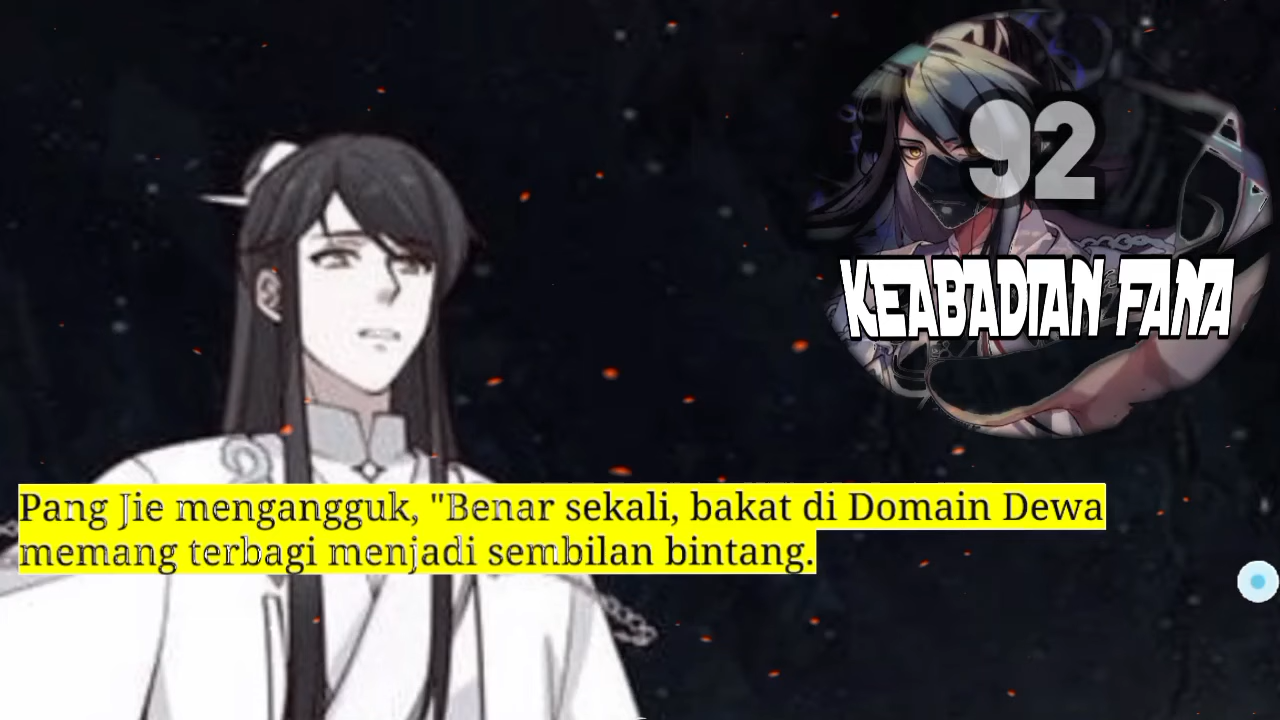 92
KEABADIAN FANA
Pang Jie mengangguk, "Benar sekali, bakat di Domain Dewa
memang terbagi menjadi sembilan bintang.